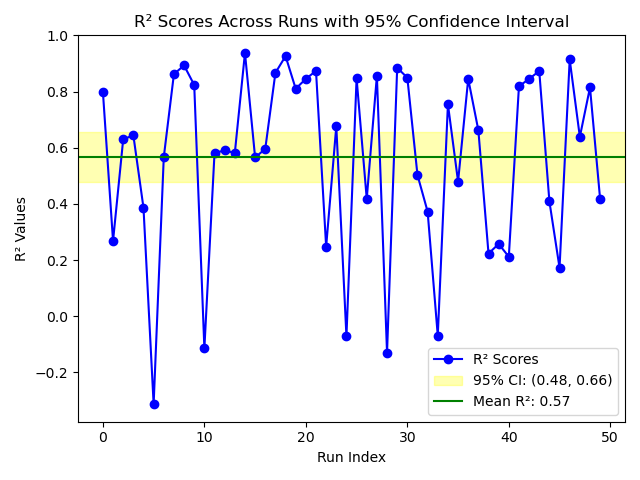 R² Scores Across Runs with 95% Confidence Interval
1.0
0.8
0.6
0.4
0.2
0.0
−0.2
R² Values
R² Scores
95% CI: (0.48, 0.66)
Mean R²: 0.57
0 10 20 30 40 50
Run Index